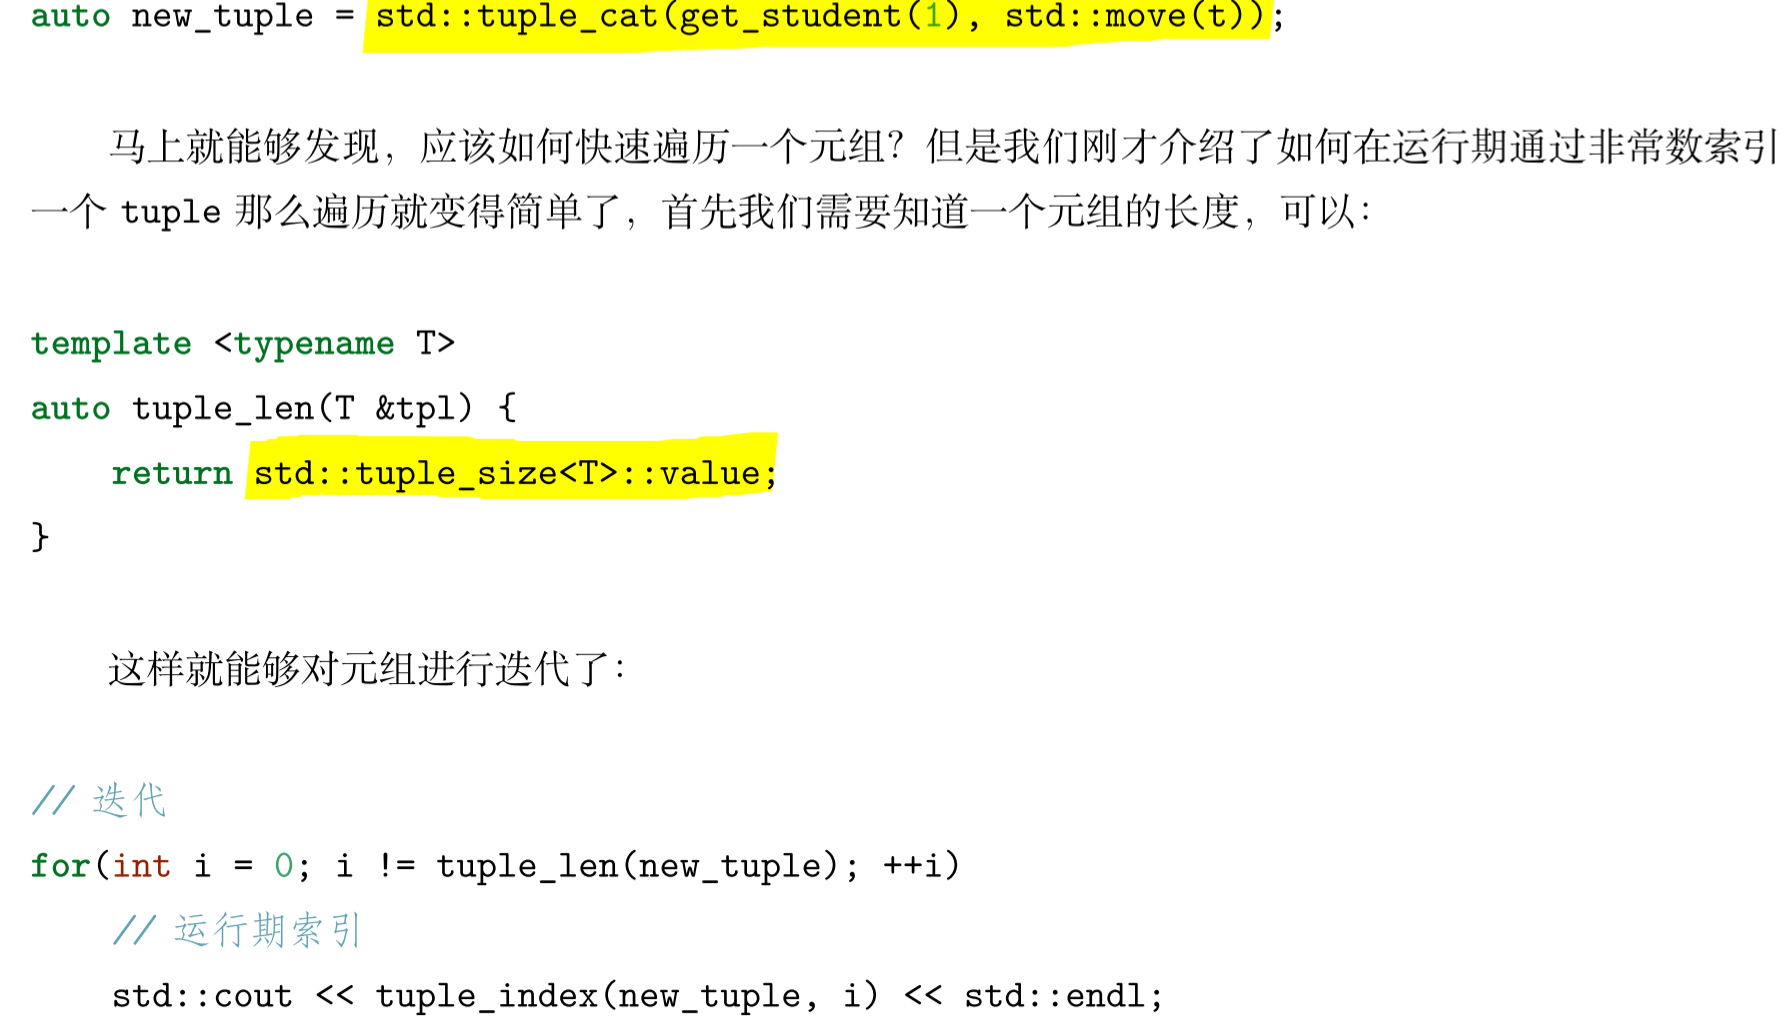 auto new_tuple = std::tuple_cat(get_student(1), std::move(t));
马上就能够发现，应该如何快速遍历一个元组？但是我们刚才介绍了如何在运行期通过非常数索引
一个 tuple 那么遍历就变得简单了，首先我们需要知道一个元组的长度，可以：
template <typename T>
auto tuple_len(T &tpl) {
    return std::tuple_size<T>::value;
}
这样就能够对元组进行迭代了：
// 迭代
for(int i = 0; i != tuple_len(new_tuple); ++i)
    // 运行期索引
    std::cout << tuple_index(new_tuple, i) << std::endl;